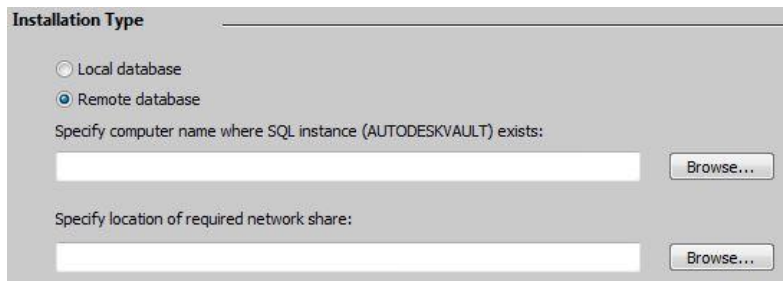 Installation Type
Local database
Remote database
Specify computer name where SQL instance (AUTODESKVAULT) exists:
Browse...
Specify location of required network share:
Browse...